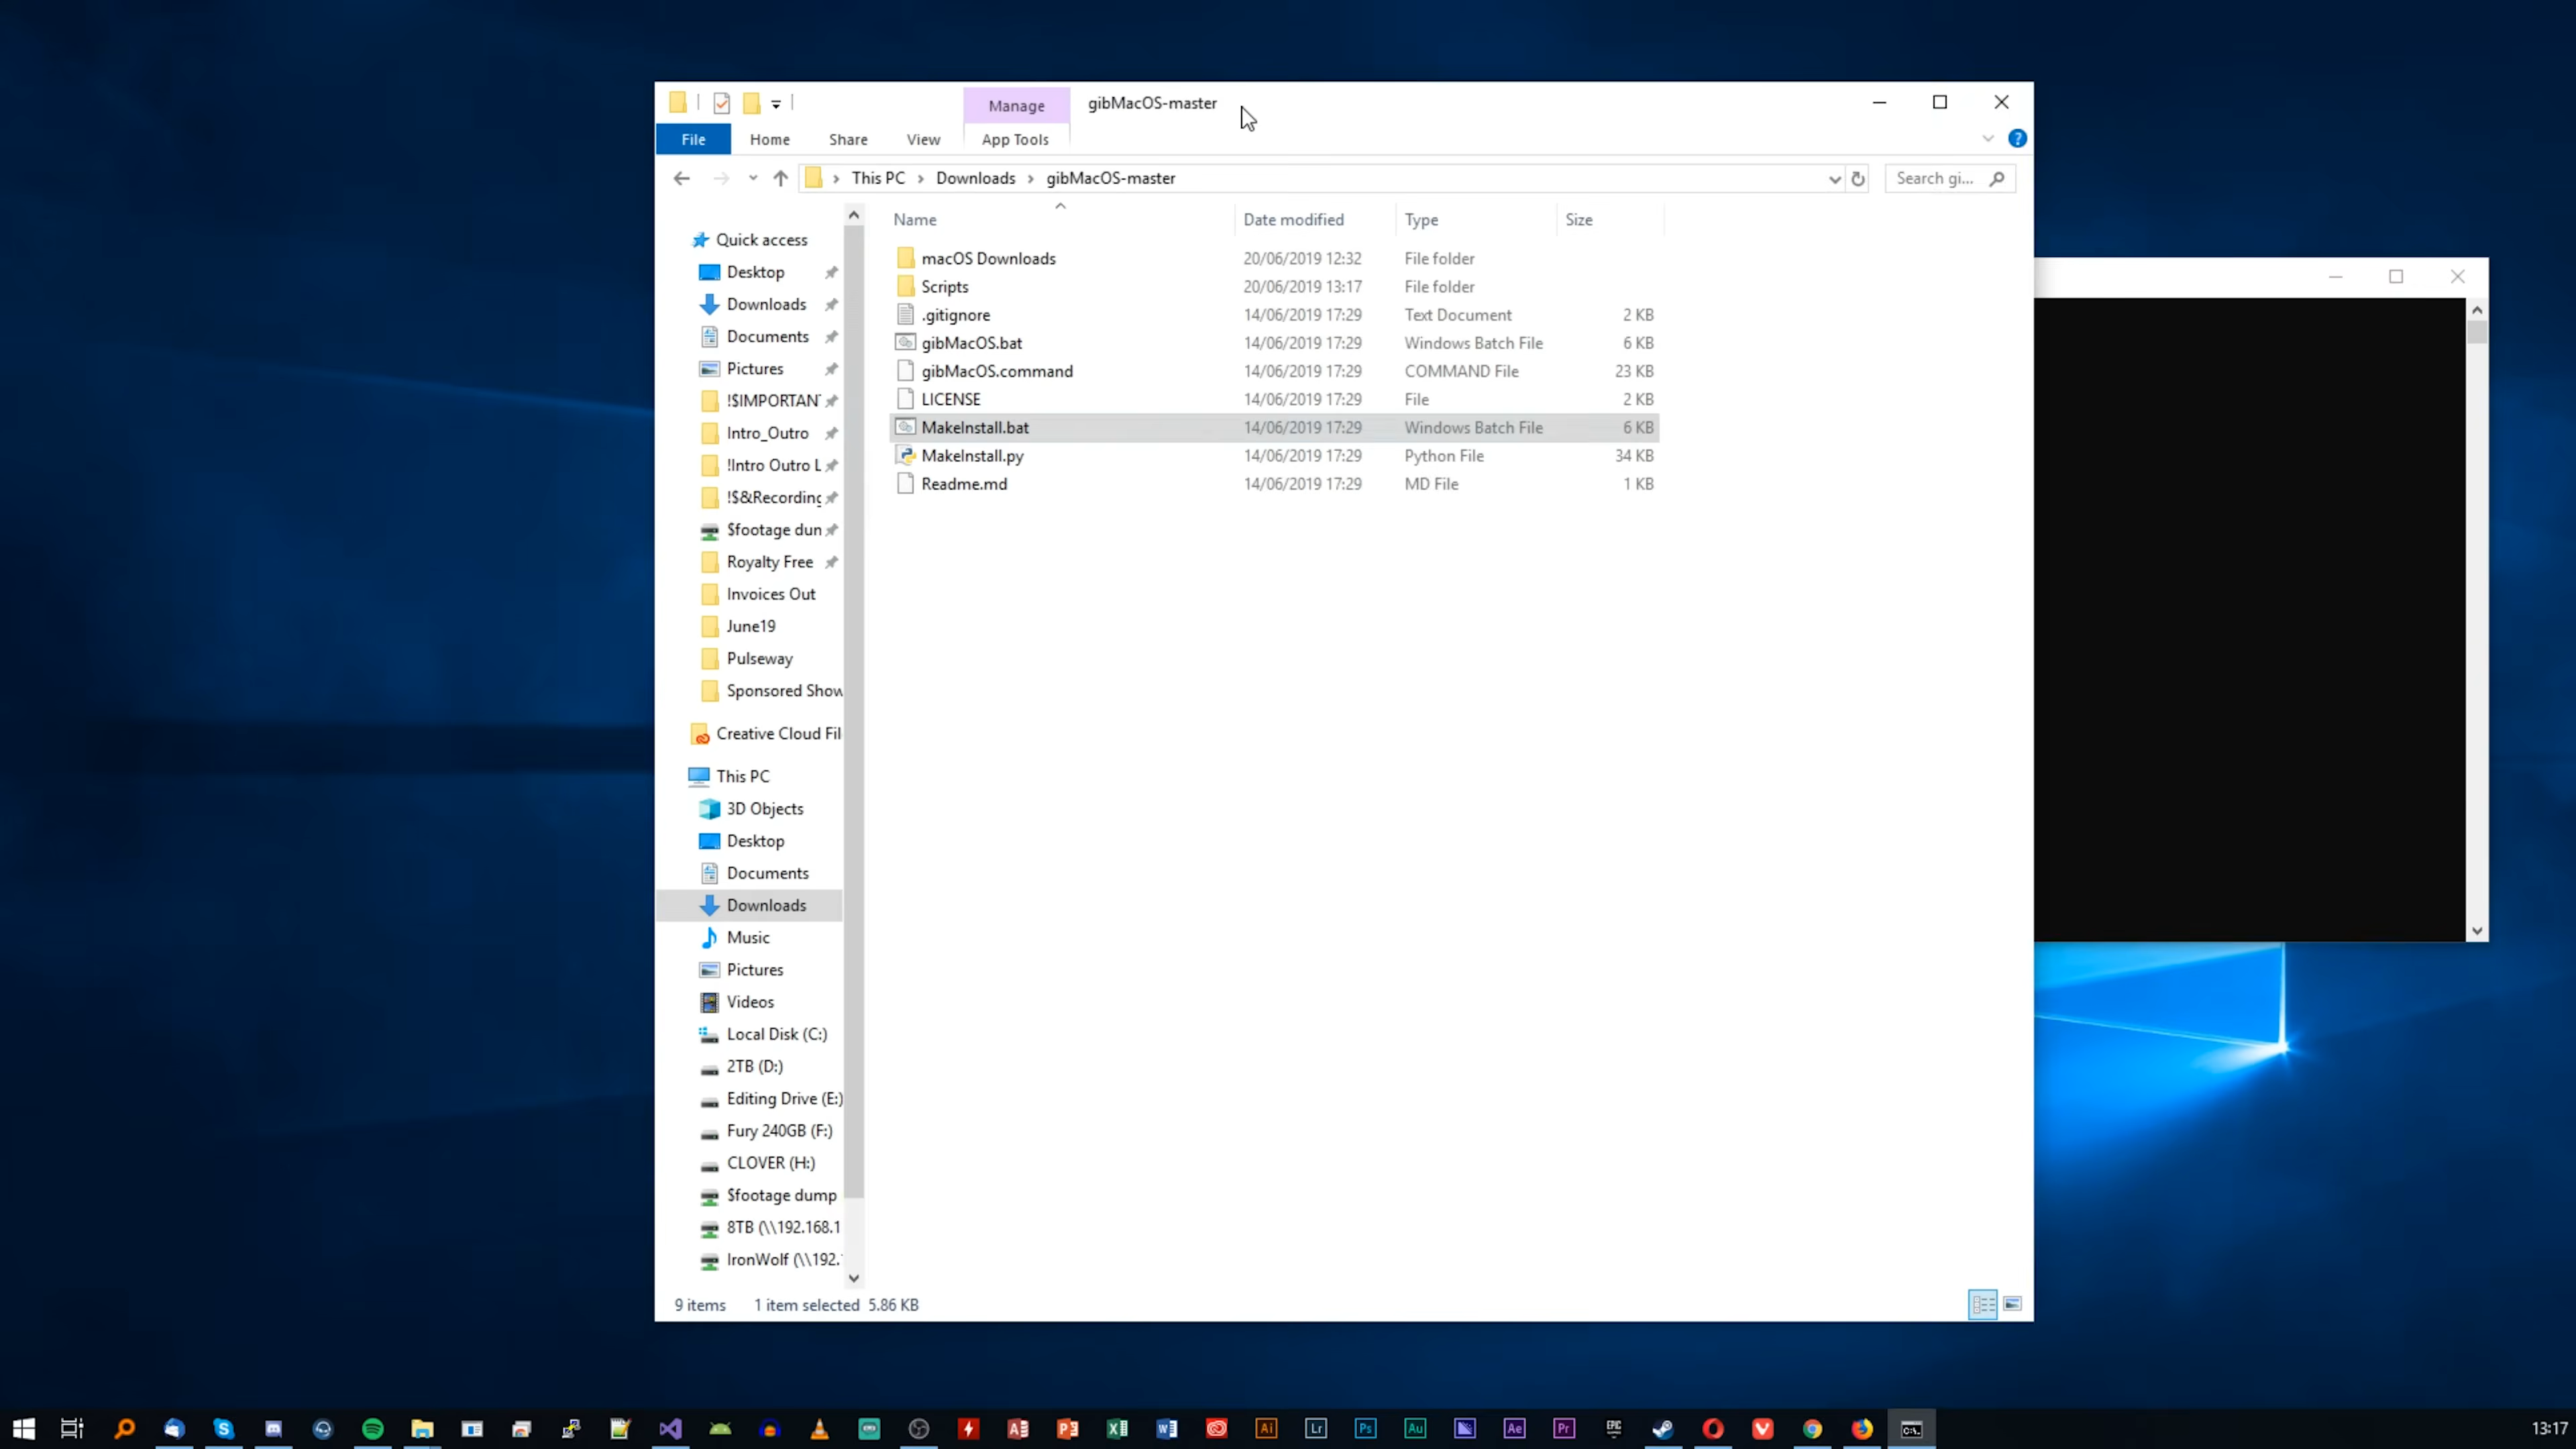 Manage
gibMacOS-master
File
Home
Share
View
App Tools
This PC
Downloads
gibMacOS-master
Search gi...
Name
Date modified
Type
Size
Quick access
Desktop
Downloads
Documents
Pictures
!$IMPORTAN
Intro_Outro
!Intro Outro L
!$&Recording
$footage dun
Royalty Free
Invoices Out
June19
Pulseway
Sponsored Show
Creative Cloud Fil
This PC
3D Objects
Desktop
Documents
Downloads
Music
Pictures
Videos
Local Disk (C:)
2TB (D:)
Editing Drive (E:)
Fury 240GB (F:)
CLOVER (H:)
$footage dump
8TB (\\192.168.1
IronWolf (\\192.
macOS Downloads 20/06/2019 12:32 File folder
Scripts 20/06/2019 13:17 File folder
.gitignore 14/06/2019 17:29 Text Document 2 KB
gibMacOS.bat 14/06/2019 17:29 Windows Batch File 6 KB
gibMacOS.command 14/06/2019 17:29 COMMAND File 23 KB
LICENSE 14/06/2019 17:29 File 2 KB
MakeInstall.bat 14/06/2019 17:29 Windows Batch File 6 KB
MakeInstall.py 14/06/2019 17:29 Python File 34 KB
Readme.md 14/06/2019 17:29 MD File 1 KB
9 items 1 item selected 5.86 KB
Ai
Lr
Ps
Au
Ae
Pr
EPIC
C:\.
13:17